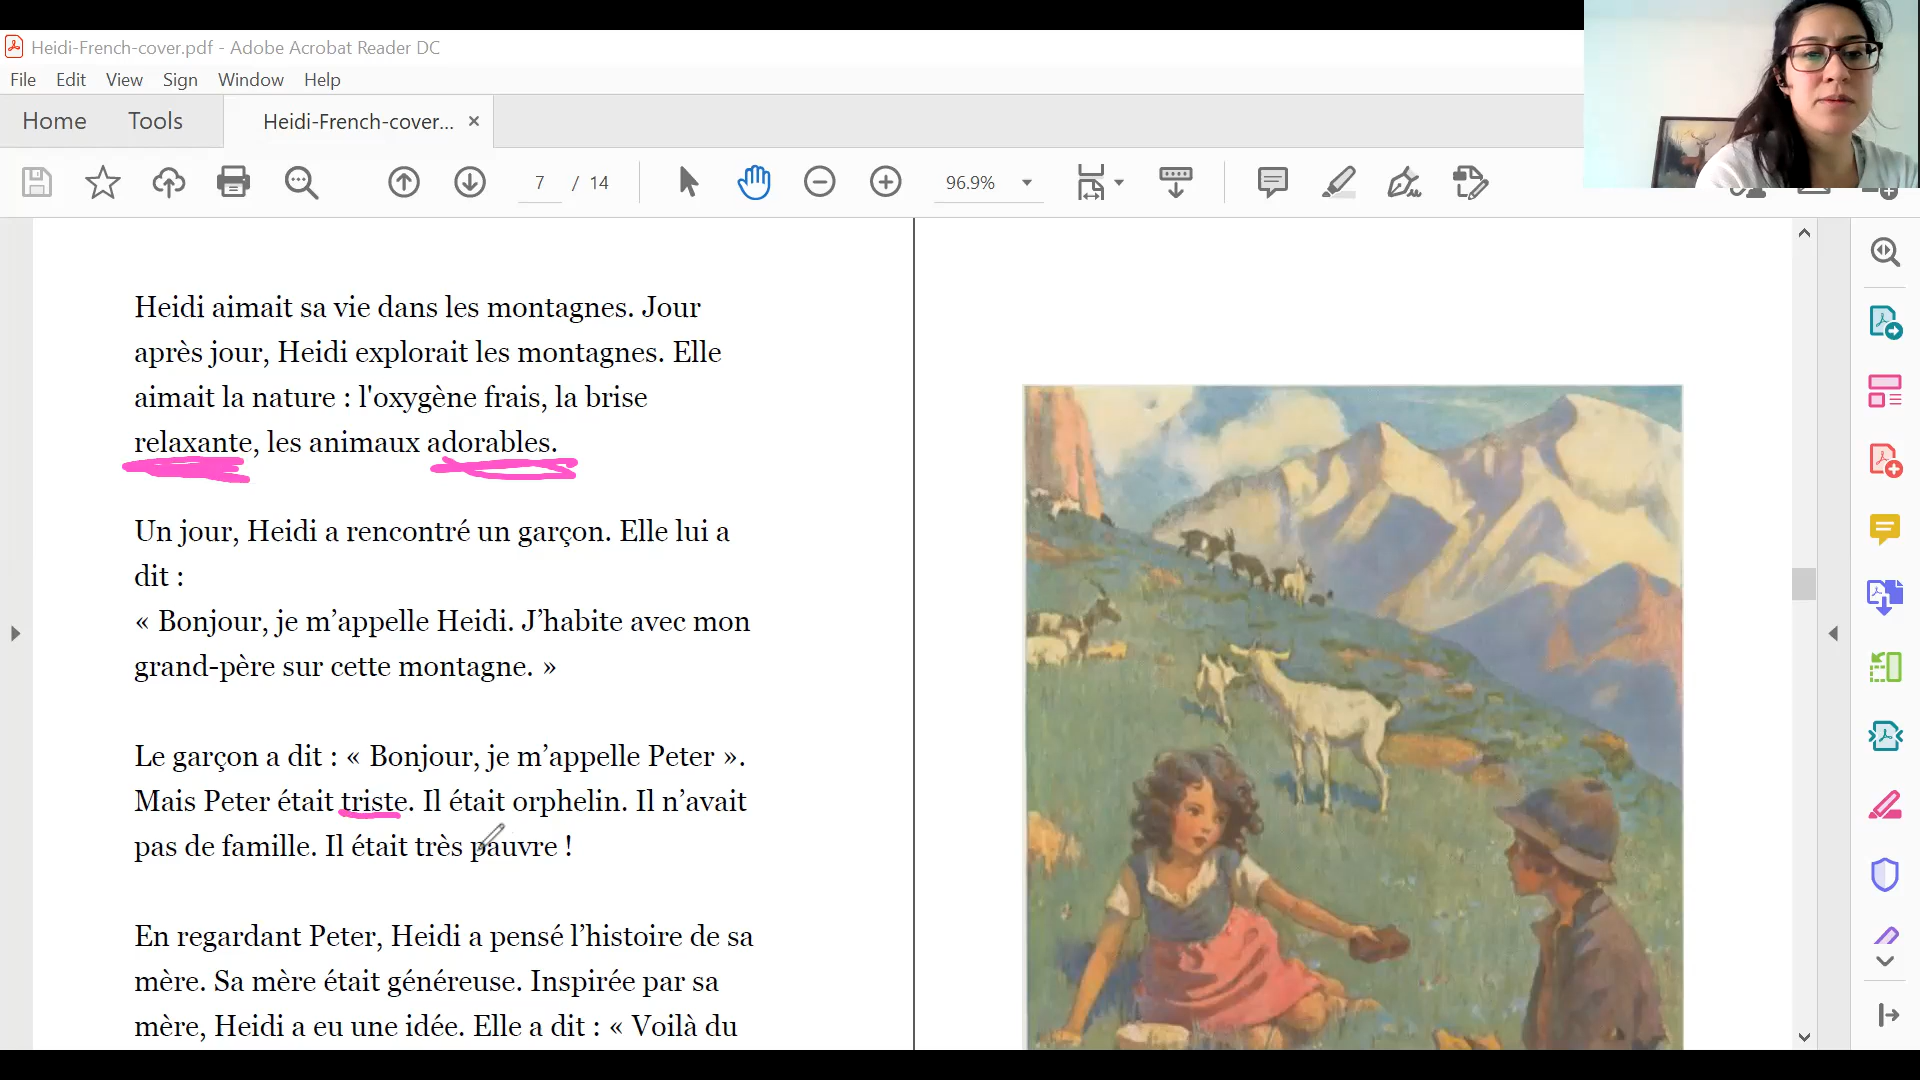 Heidi-French-cover.pdf - Adobe Acrobat Reader DC
File Edit View Sign Window Help
Home Tools Heidi-French-cover... ×
7 / 14 96.9%
Heidi aimait sa vie dans les montagnes. Jour
après jour, Heidi explorait les montagnes. Elle
aimait la nature : l'oxygène frais, la brise
relaxante, les animaux adorables.
Un jour, Heidi a rencontré un garçon. Elle lui a
dit :
« Bonjour, je m’appelle Heidi. J’habite avec mon
grand-père sur cette montagne. »
Le garçon a dit : « Bonjour, je m’appelle Peter ».
Mais Peter était triste. Il était orphelin. Il n’avait
pas de famille. Il était très pauvre !
En regardant Peter, Heidi a pensé l’histoire de sa
mère. Sa mère était généreuse. Inspirée par sa
mère, Heidi a eu une idée. Elle a dit : « Voilà du